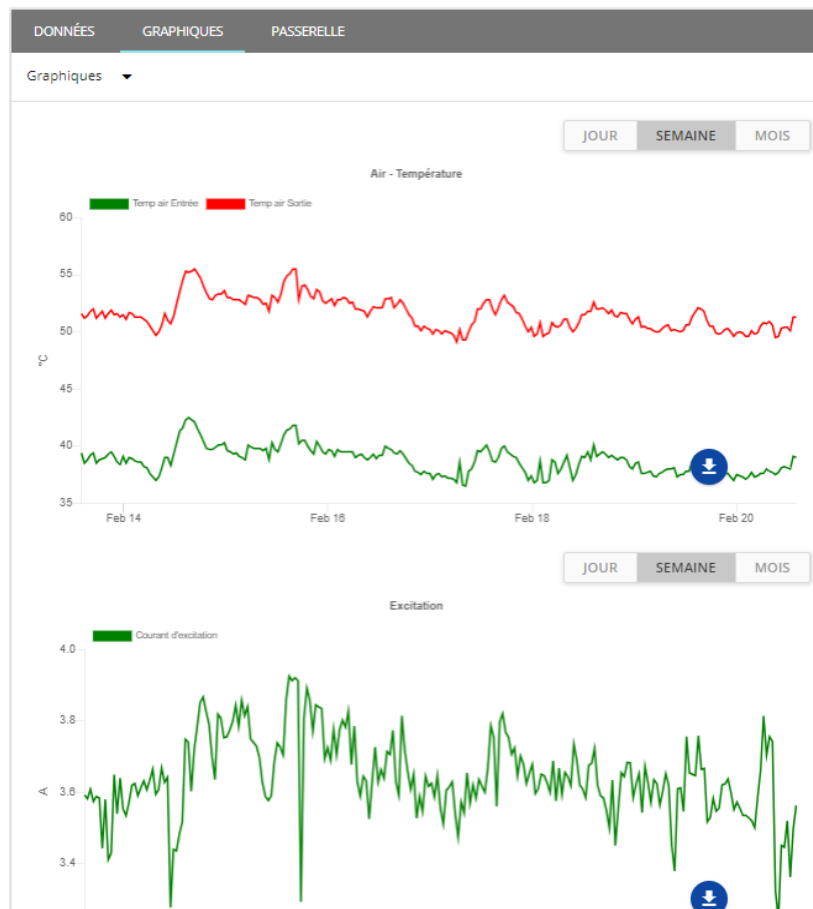 DONNÉES GRAPHIQUES PASSERELLE
Graphiques
JOUR SEMAINE MOIS
Air - Température
Temp air Entrée Temp air Sortie
60
55
50
°C
45
40
35
Feb 14 Feb 16 Feb 18 Feb 20
JOUR SEMAINE MOIS
Excitation
Courant d'excitation
4.0
3.8
A
3.6
3.4